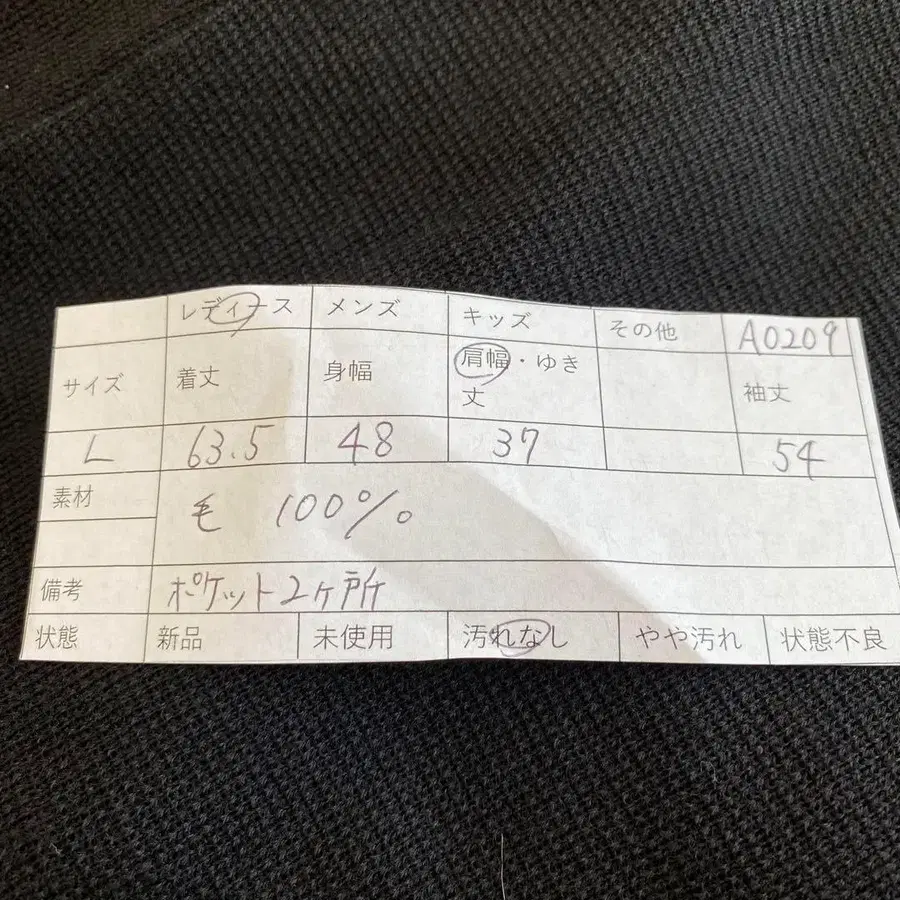 レディース メンズ キッズ その他 A0209
サイズ 着丈 身幅 肩幅・ゆき丈 袖丈
L 63.5 48 37 54
素材 毛 100%
備考 ポケット2ヶ所
状態 新品 未使用 汚れなし やや汚れ 状態不良